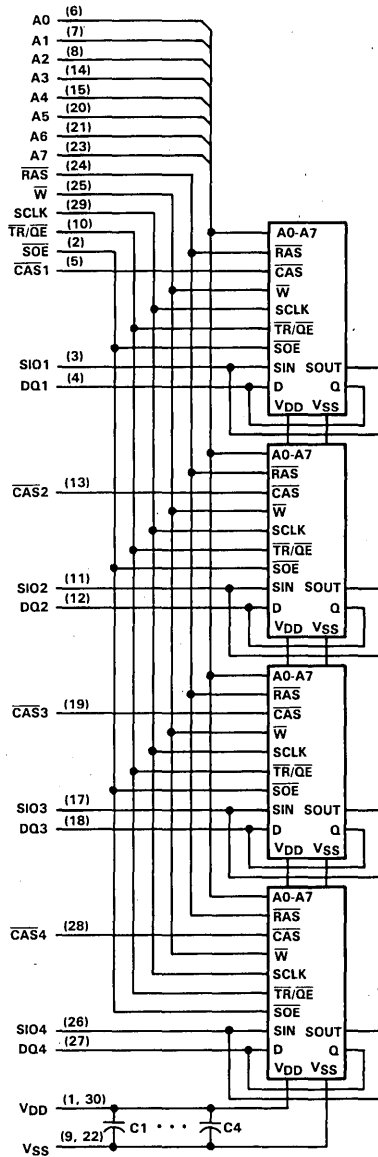 A0 (6)
A1 (7)
A2 (8)
A3 (14)
A4 (15)
A5 (20)
A6 (21)
A7 (23)
RAS (24)
W (25)
SCLK (29)
TR/QE (10)
SOE (2)
CAS1 (5)
SIO1 (3)
DQ1 (4)
A0-A7
RAS
CAS
W
SCLK
TR/QE
SOE
SIN SOUT
D Q
VDD VSS
CAS2 (13)
SIO2 (11)
DQ2 (12)
A0-A7
RAS
CAS
W
SCLK
TR/QE
SOE
SIN SOUT
D Q
VDD VSS
CAS3 (19)
SIO3 (17)
DQ3 (18)
A0-A7
RAS
CAS
W
SCLK
TR/QE
SOE
SIN SOUT
D Q
VDD VSS
CAS4 (28)
SIO4 (26)
DQ4 (27)
A0-A7
RAS
CAS
W
SCLK
TR/QE
SOE
SIN SOUT
D Q
VDD VSS
VDD (1, 30)
C1 • • • C4
VSS (9, 22)